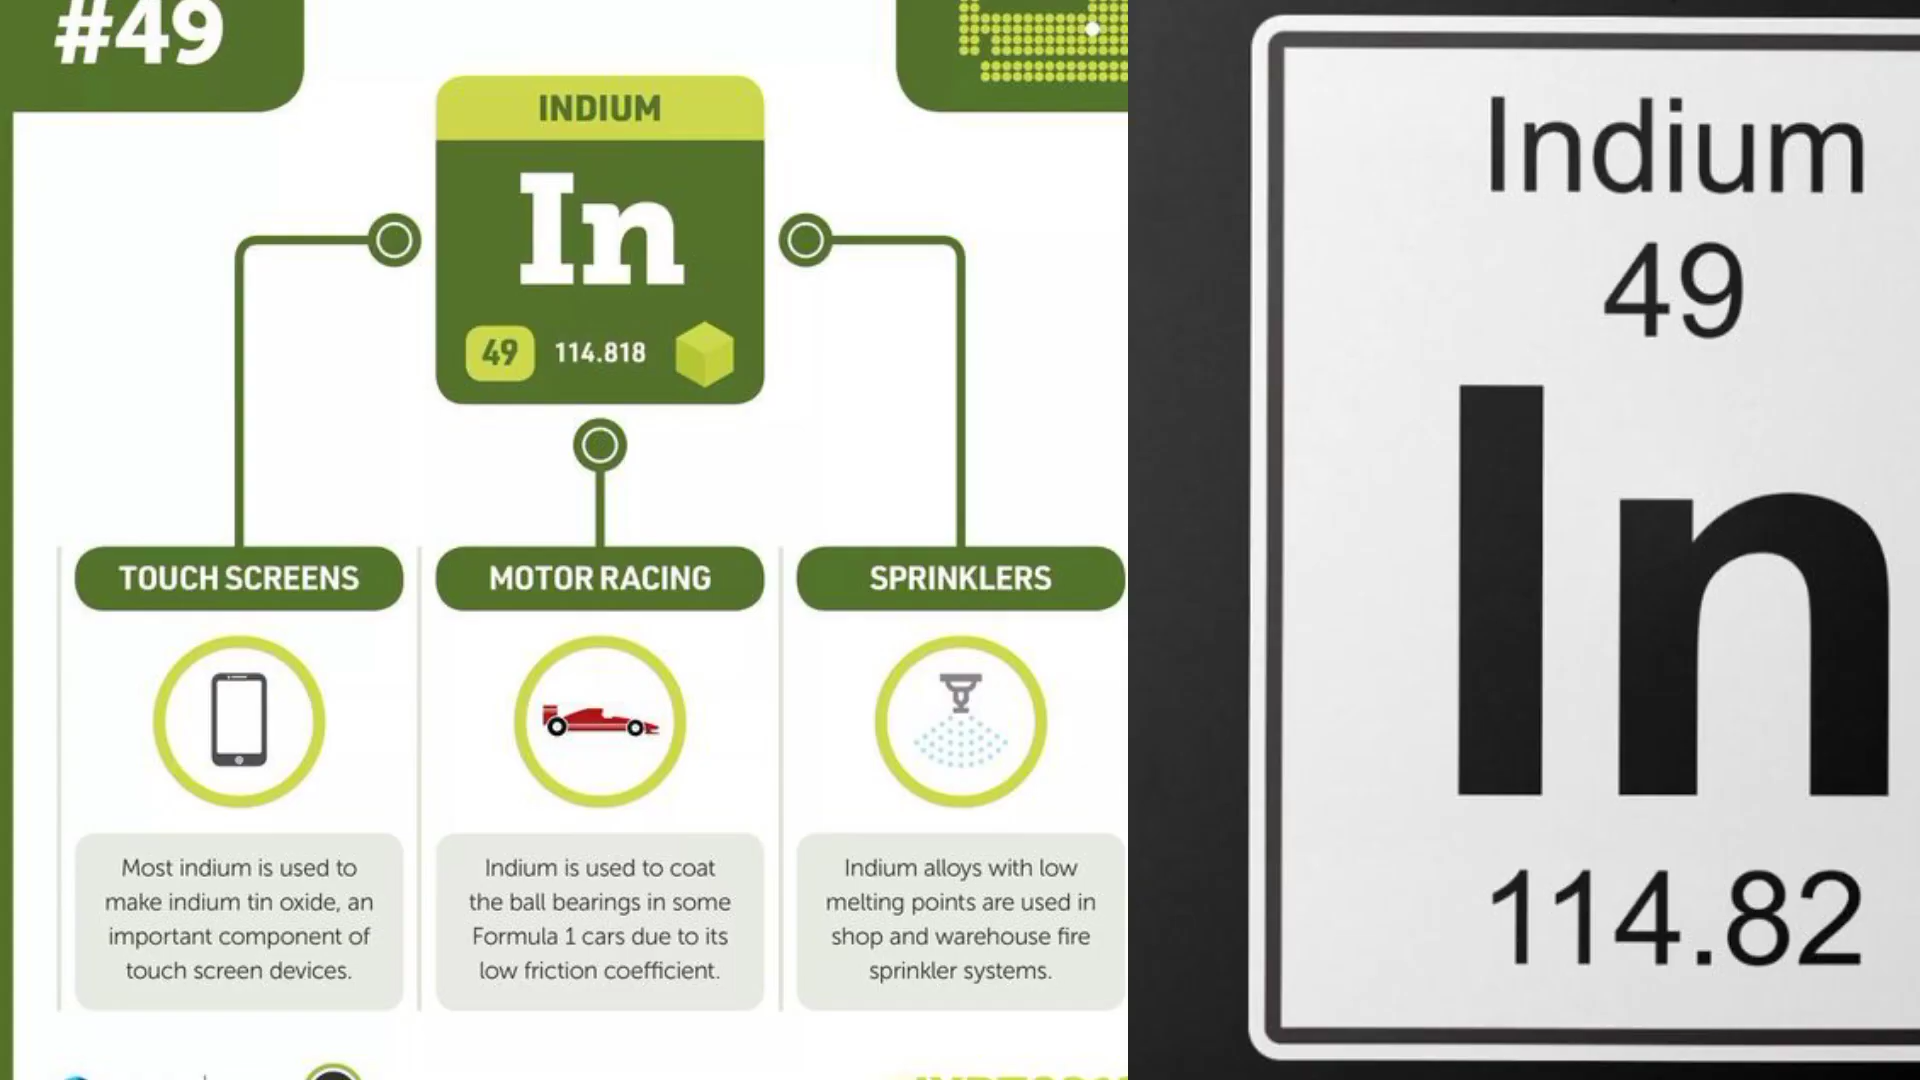 #49
INDIUM
In
49 114.818
TOUCH SCREENS
MOTOR RACING
SPRINKLERS
Most indium is used to
make indium tin oxide, an
important component of
touch screen devices.
Indium is used to coat
the ball bearings in some
Formula 1 cars due to its
low friction coefficient.
Indium alloys with low
melting points are used in
shop and warehouse fire
sprinkler systems.
Indium
49
In
114.82